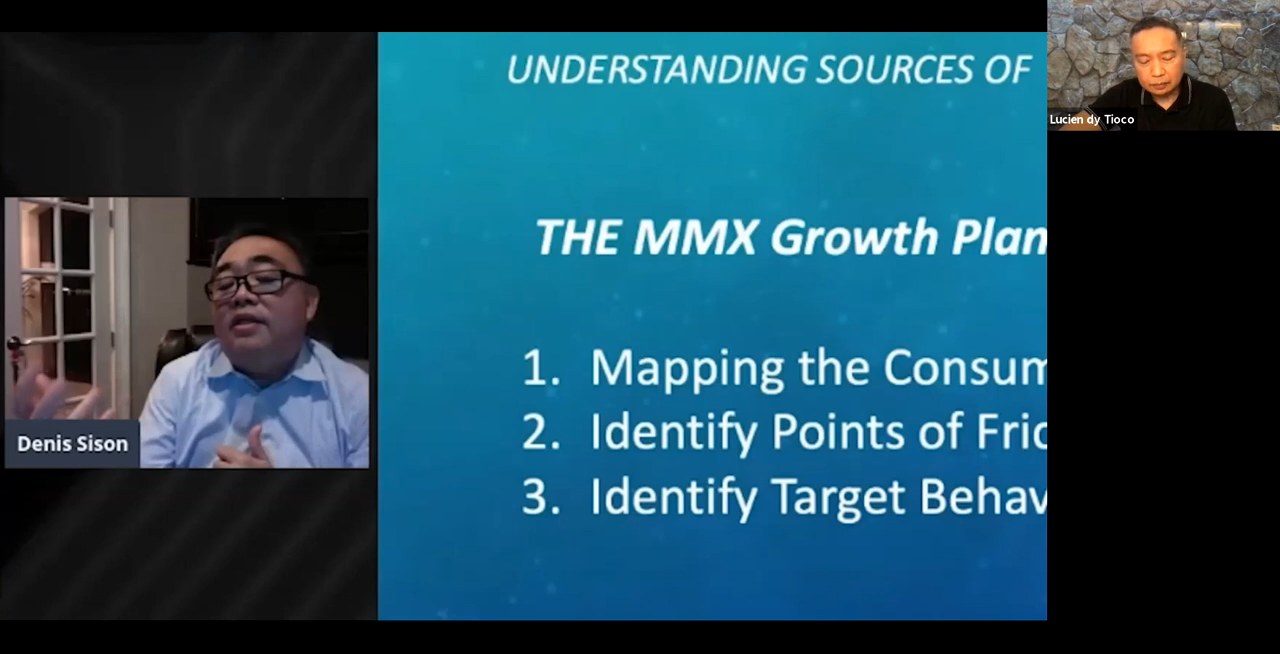 UNDERSTANDING SOURCES OF
THE MMX Growth Plan
1. Mapping the Consum
2. Identify Points of Fric
3. Identify Target Behav
Denis Sison
Lucien dy Tioco